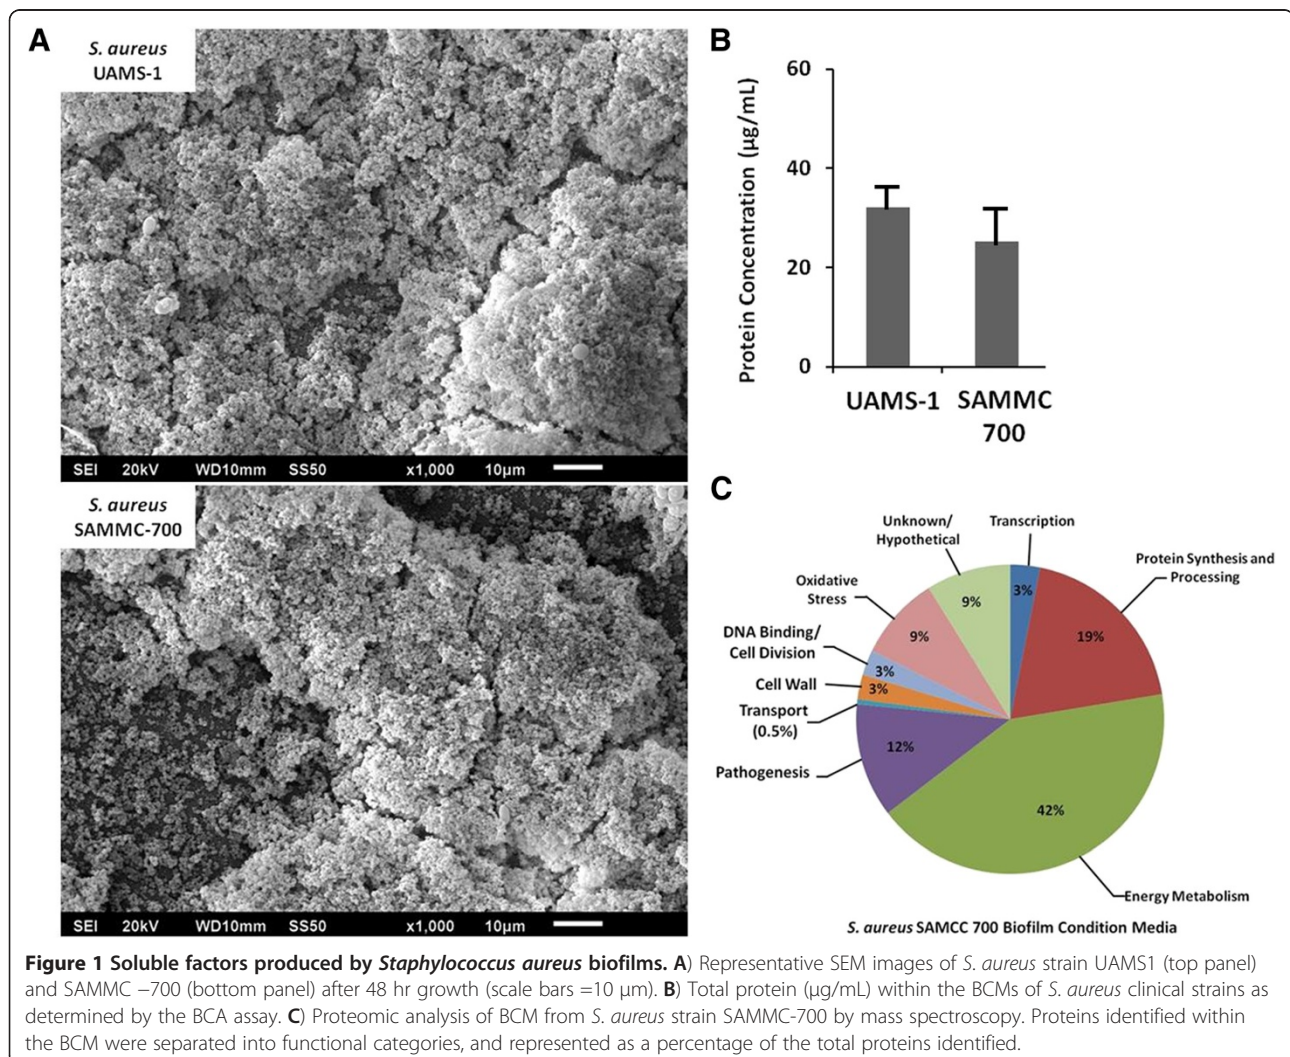 A
S. aureus
UAMS-1
SEI 20kV WD10mm SS50 x1,000 10µm
S. aureus
SAMMC-700
SEI 20kV WD10mm SS50 x1,000 10µm
B
Protein Concentration (µg/mL)
60
40
20
0
UAMS-1 SAMMC
700
C
Unknown/
Hypothetical
Transcription
Protein Synthesis and
Processing
Oxidative
Stress
DNA Binding/
Cell Division
Cell Wall
Transport
(0.5%)
Pathogenesis
Energy Metabolism
3%
19%
42%
12%
3%
3%
9%
9%
S. aureus SAMCC 700 Biofilm Condition Media
Figure 1 Soluble factors produced by Staphylococcus aureus biofilms. A) Representative SEM images of S. aureus strain UAMS1 (top panel)
and SAMMC −700 (bottom panel) after 48 hr growth (scale bars =10 µm). B) Total protein (µg/mL) within the BCMs of S. aureus clinical strains as
determined by the BCA assay. C) Proteomic analysis of BCM from S. aureus strain SAMMC-700 by mass spectroscopy. Proteins identified within
the BCM were separated into functional categories, and represented as a percentage of the total proteins identified.